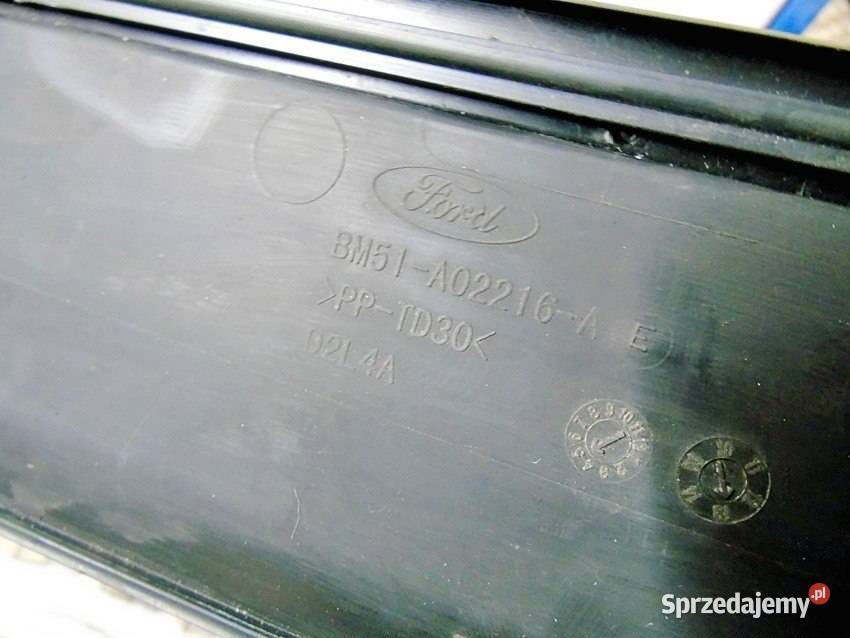 Ford
BM51-A02216-A E
>PP-TD30<
02L4A
Sprzedajemy.pl